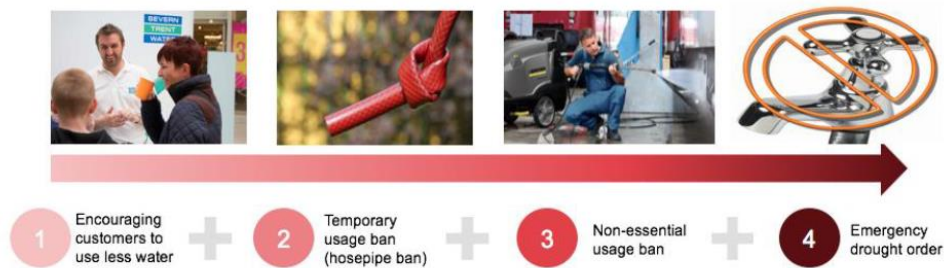 SEVERN
TRENT
WATER
1
Encouraging
customers to
use less water
2
Temporary
usage ban
(hosepipe ban)
3
Non-essential
usage ban
4
Emergency
drought order